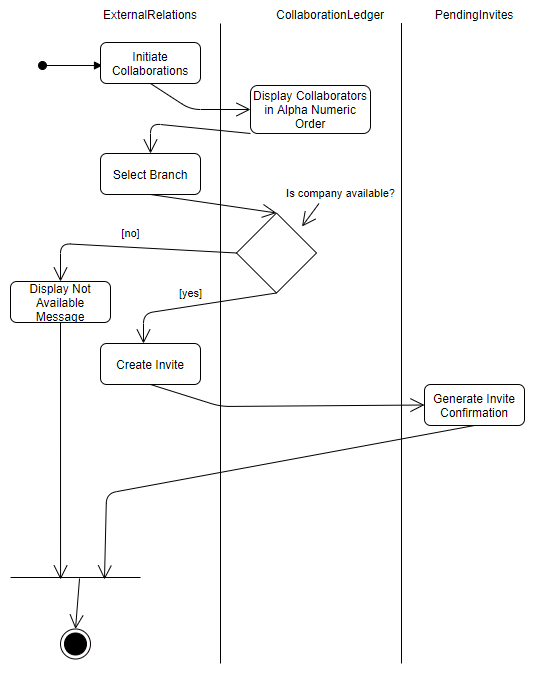 ExternalRelations
CollaborationLedger
PendingInvites
Initiate
Collaborations
Display Collaborators
in Alpha Numeric
Order
Select Branch
Is company available?
[no]
Display Not
Available
Message
[yes]
Create Invite
Generate Invite
Confirmation